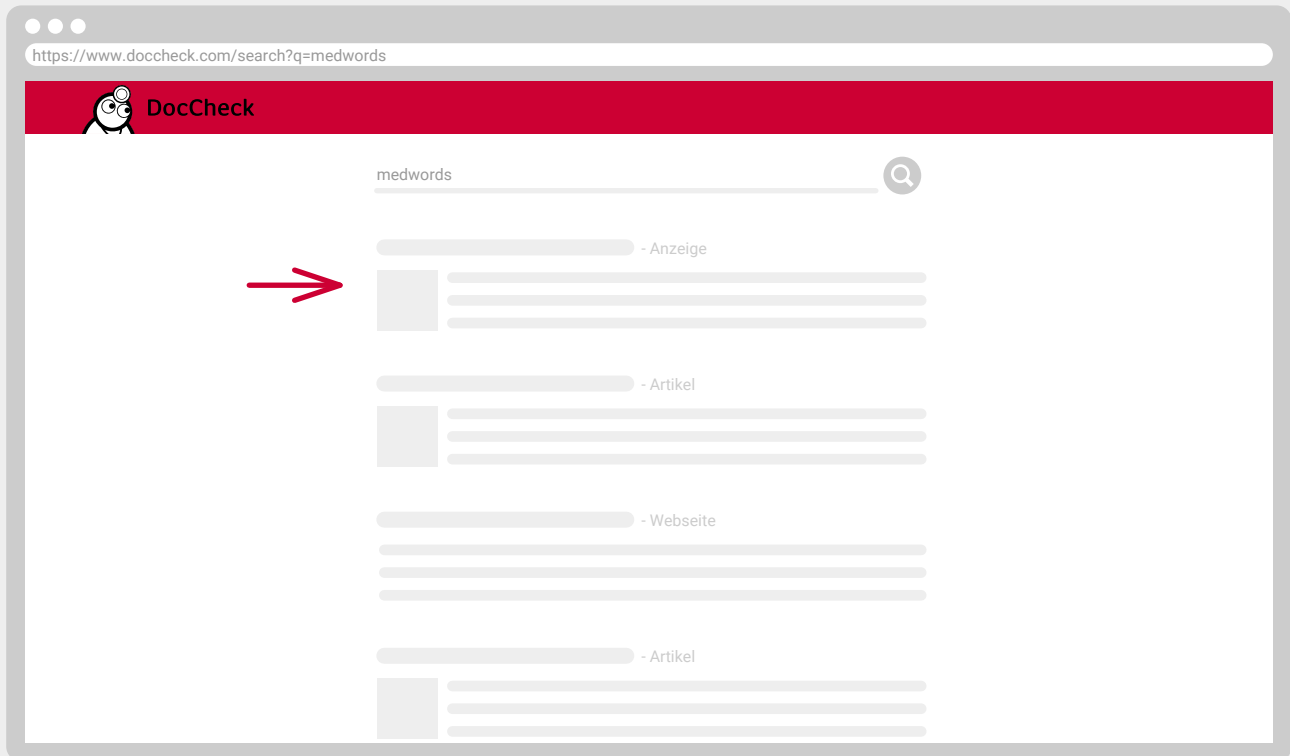 https://www.doccheck.com/search?q=medwords
DocCheck
medwords
- Anzeige
- Artikel
- Webseite
- Artikel